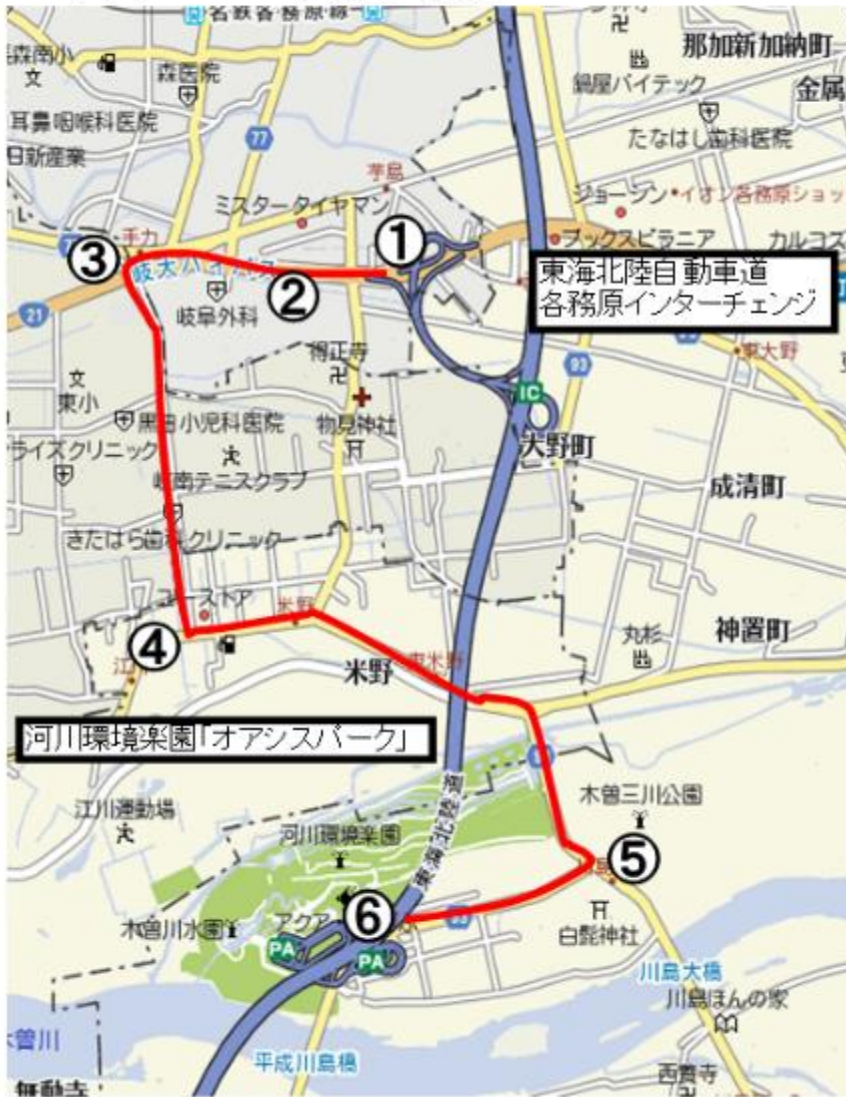 名鉄各務原線
那加新加納町
長森南小
森医院
鍋屋バイテック
金属
耳鼻咽喉科医院
77
たなはし歯科医院
日新産業
芋島
ミスタータイヤマン
ジョーシン
イオン各務原ショッ
①
手力
③
ブックスピラニア
カルコス
岐大バイパス
②
東海北陸自動車道
各務原インターチェンジ
岐阜外科
21
得正寺
93
東大野
東小
IC
黒田小児科医院
物見神社
大野町
ライズクリニック
岐南テニスクラブ
成清町
きたはら歯科クリニック
ユーストア
米野
神置町
④
丸杉
江川
米野
東米野
河川環境楽園「オアシスパーク」
東海北陸道
木曽三川公園
江川運動場
河川環境楽園
⑤
アクア
⑥
木曽川水園
白髭神社
PA
PA
川島大橋
川島ほんの家
木曽川
平成川島橋
西實寺
無動寺